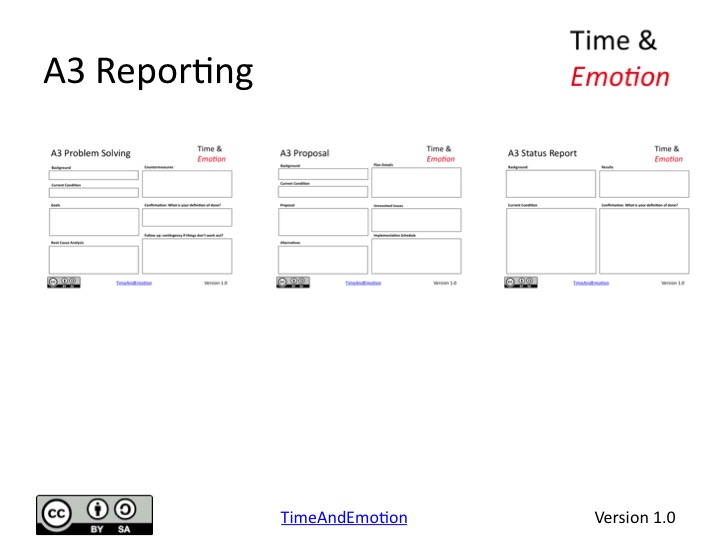 A3 Reporting
Time &
Emotion
A3 Problem Solving
Time &
Emotion
Background
Countermeasures
Current Condition
Goals
Confirmation: What is your definition of done?
Root Cause Analysis
Follow up: contingency if things don't work out?
TimeAndEmotion
Version 1.0
A3 Proposal
Time &
Emotion
Background
Plan Details
Current Condition
Proposal
Unresolved Issues
Alternatives
Implementation Schedule
TimeAndEmotion
Version 1.0
A3 Status Report
Time &
Emotion
Background
Results
Current Condition
Confirmation: What is your definition of done?
TimeAndEmotion
Version 1.0
cc
BY SA
TimeAndEmotion
Version 1.0